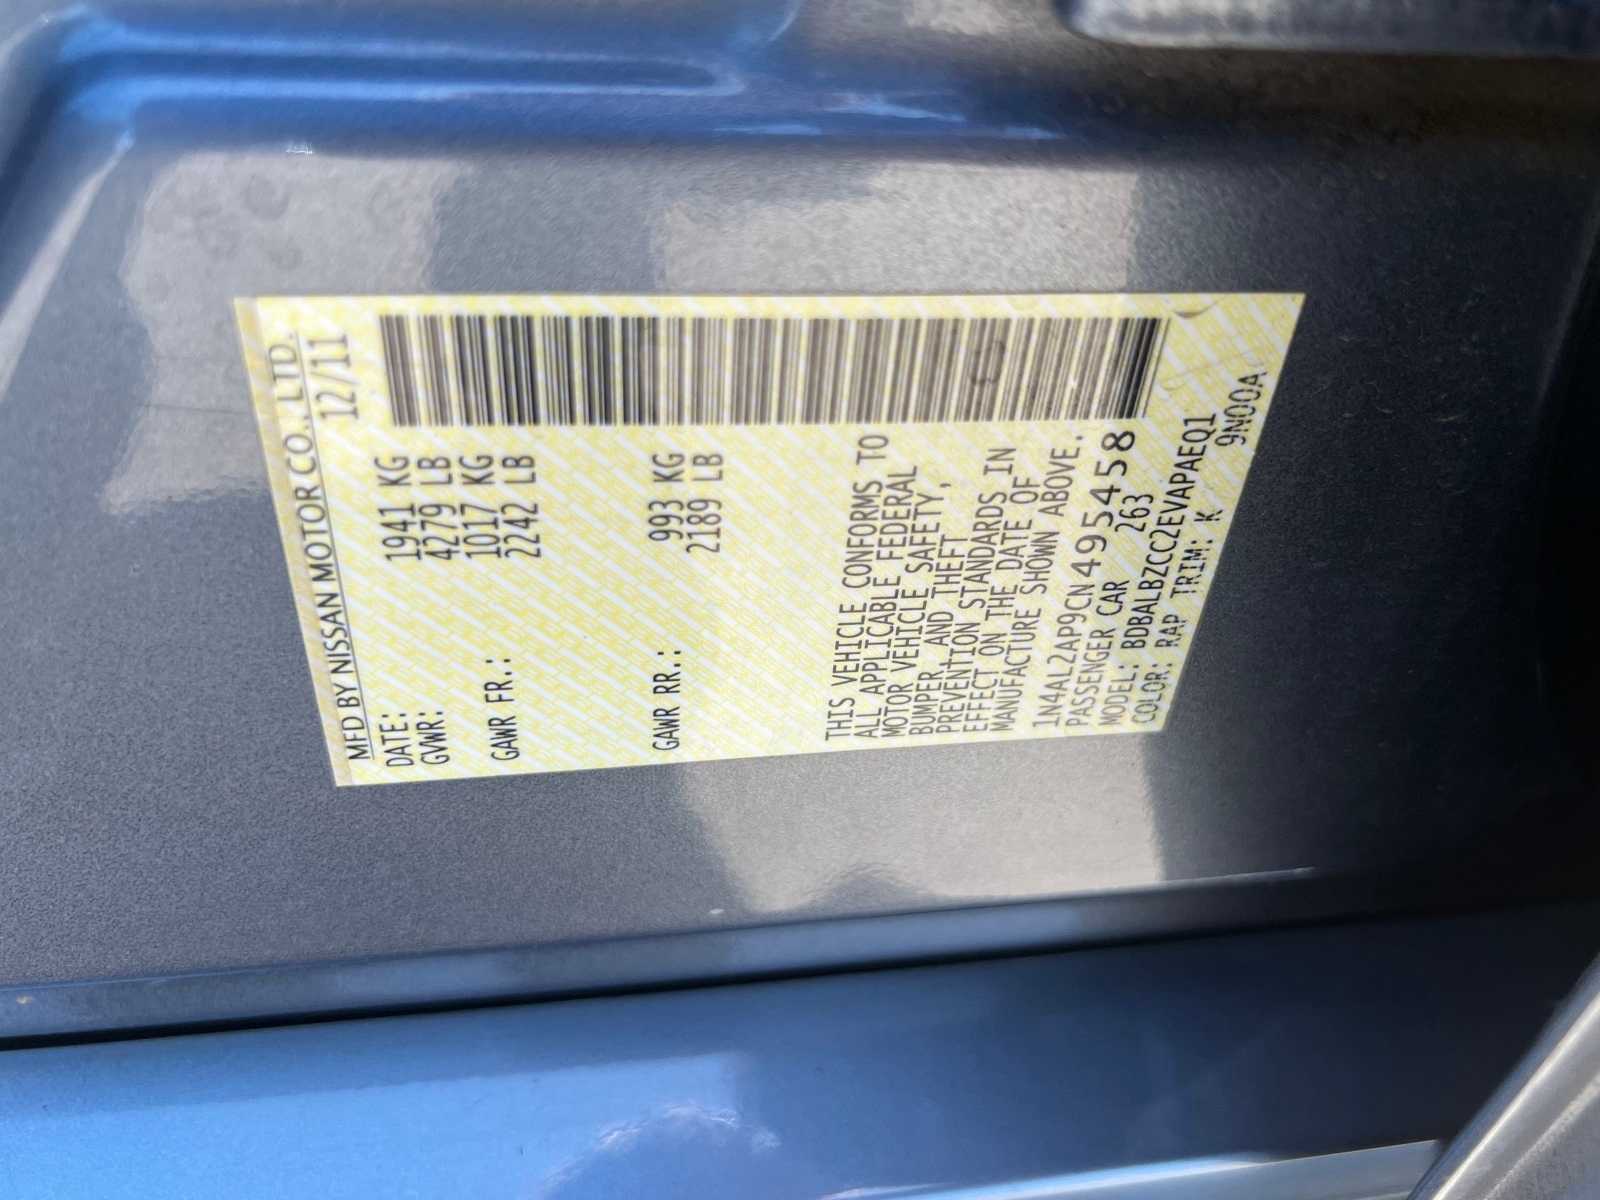 MFD BY NISSAN MOTOR CO., LTD.
DATE: 12/11
GVWR: 1941 KG
4279 LB
GAWR FR.: 1017 KG
2242 LB
GAWR RR.: 993 KG
2189 LB
THIS VEHICLE CONFORMS TO
ALL APPLICABLE FEDERAL
MOTOR VEHICLE SAFETY,
BUMPER, AND THEFT
PREVENTION STANDARDS IN
EFFECT ON THE DATE OF
MANUFACTURE SHOWN ABOVE.
1N4AL2AP9CN495458
PASSENGER CAR 263
MODEL: BDBALBZCC2EVAPAEQ1
COLOR: RAP TRIM: K 9N00A